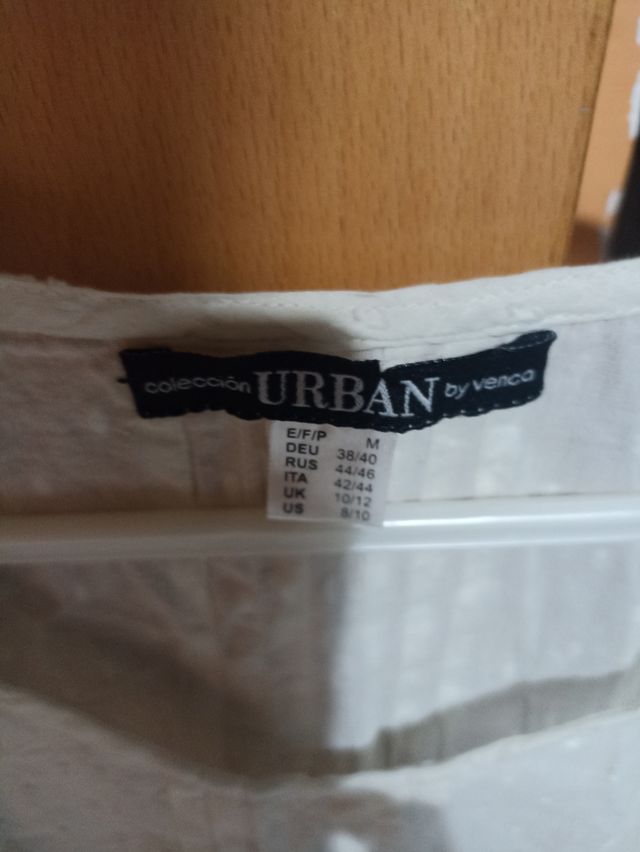 colección URBAN by venca
E/F/P M
DEU 38/40
RUS 44/46
ITA 42/44
UK 10/12
US 8/10